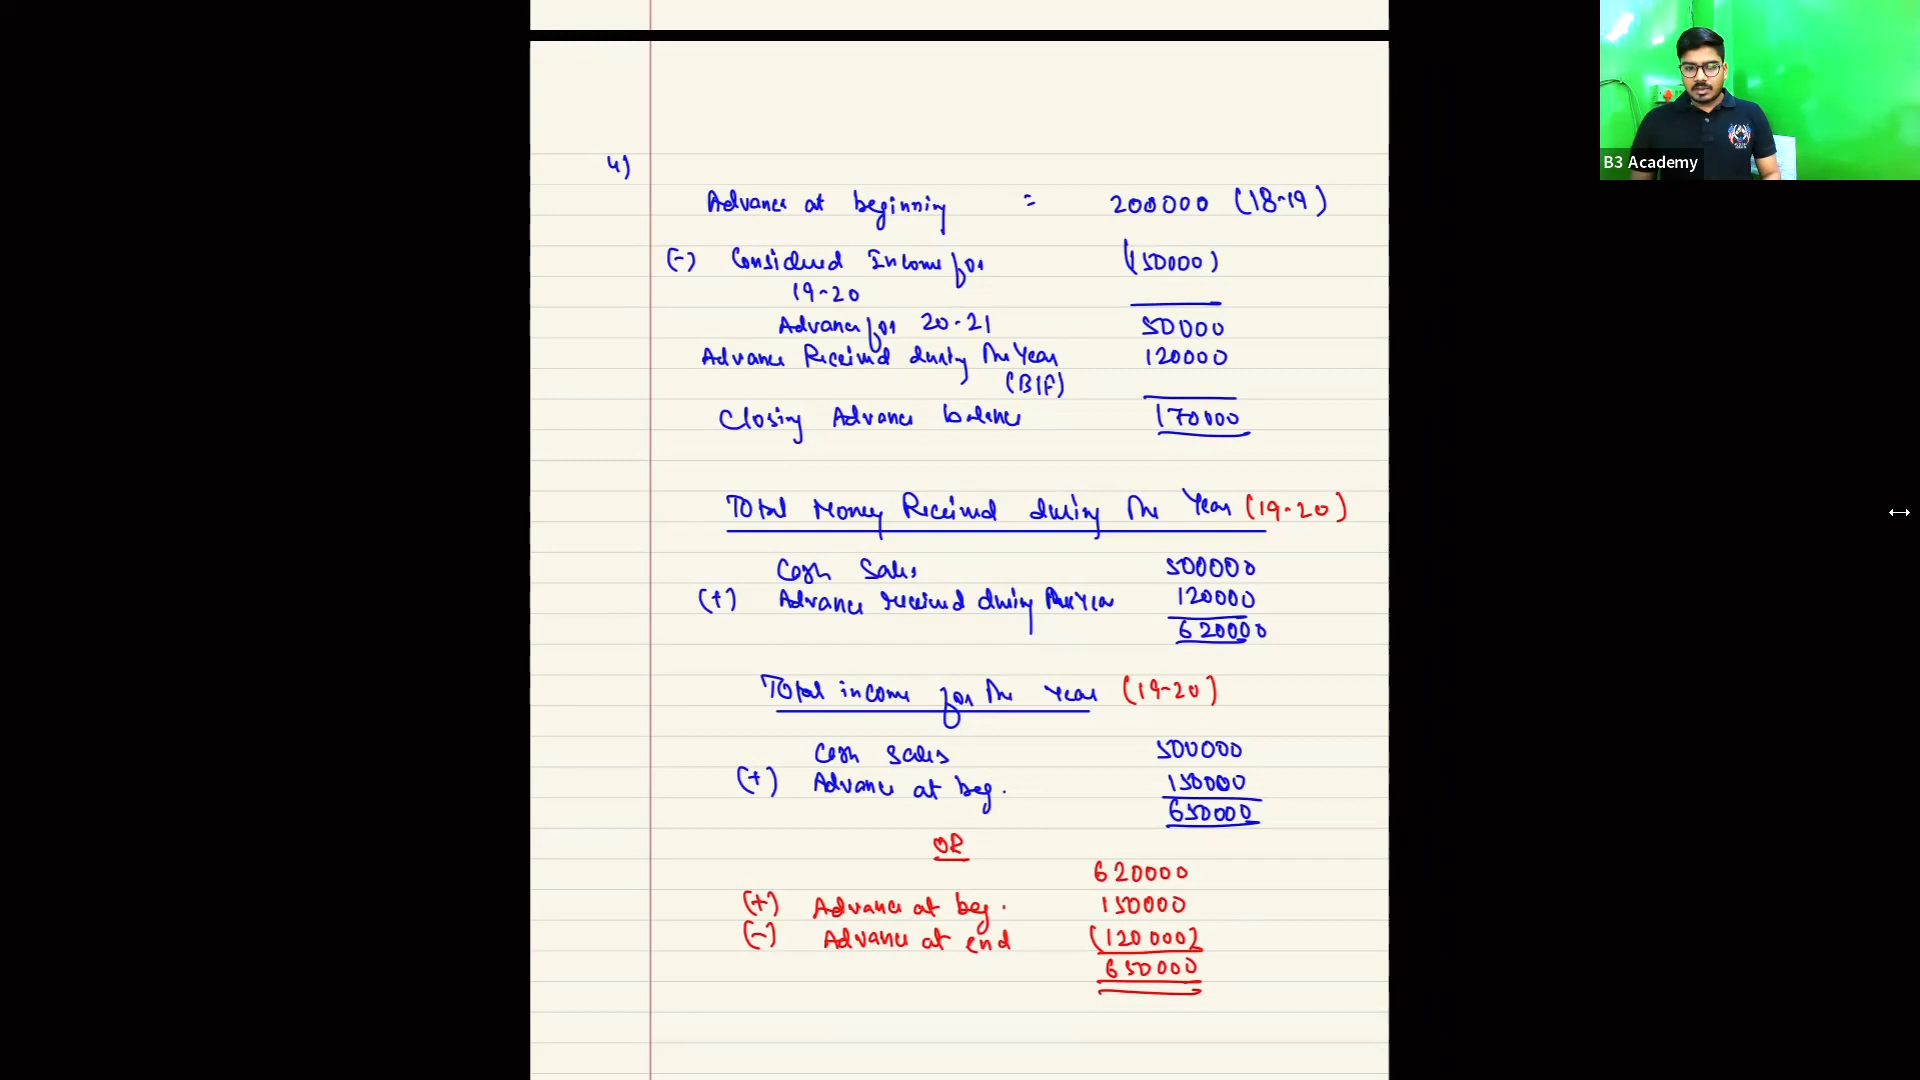 B3 Academy
4)
Advance at beginning = 200000 (18-19)
(-) Considered Income for (150000)
19-20
Advance for 20-21 50000
Advance Received during the Year 120000
(B/F)
Closing Advance balance 170000
Total Money Received during the Year (19-20)
Cash Sales 500000
(+) Advance received during the Year 120000
620000
Total income for the Year (19-20)
Cash Sales 500000
(+) Advance at beg. 150000
650000
OR
620000
(+) Advance at beg. 150000
(-) Advance at end (120000)
650000